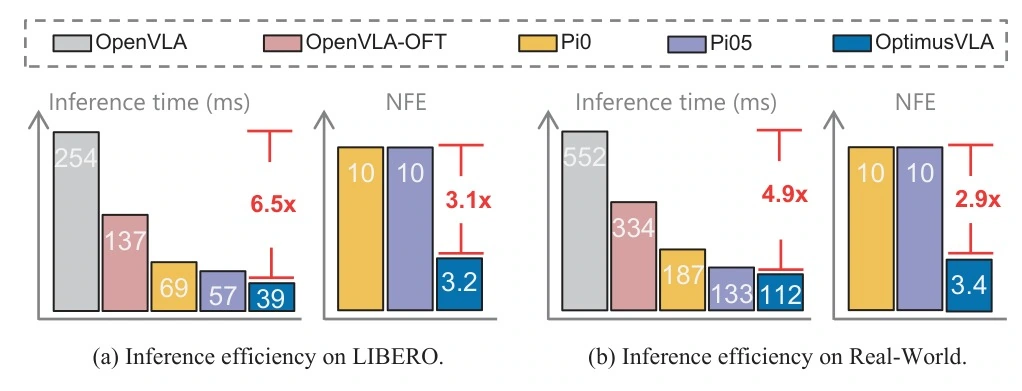 OpenVLA OpenVLA-OFT Pi0 Pi05 OptimusVLA
Inference time (ms)
254
137
69
57
39
6.5x
NFE
10
10
3.2
3.1x
Inference time (ms)
552
334
187
133
112
4.9x
NFE
10
10
3.4
2.9x
(a) Inference efficiency on LIBERO.
(b) Inference efficiency on Real-World.